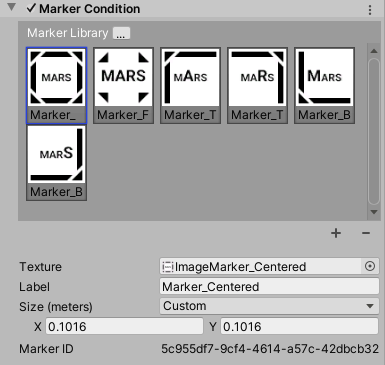 Marker Condition
Marker Library ...
MARS MARS MARS MARS MARS
Marker_ Marker_F Marker_T Marker_T Marker_B
MARS
Marker_B
Texture ImageMarker_Centered
Label Marker_Centered
Size (meters) Custom
X 0.1016 Y 0.1016
Marker ID 5c955df7-9cf4-4614-a57c-42dbcb32